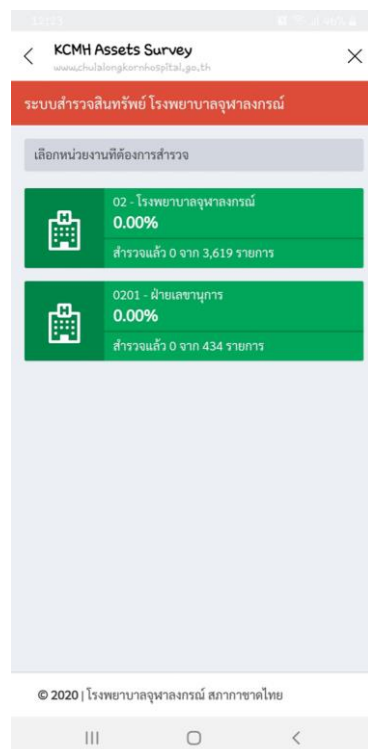 12:23
KCMH Assets Survey
www.chulalongkornhospital.go.th
ระบบสำรวจสินทรัพย์ โรงพยาบาลจุฬาลงกรณ์
เลือกหน่วยงานที่ต้องการสำรวจ
02 - โรงพยาบาลจุฬาลงกรณ์
0.00%
สำรวจแล้ว 0 จาก 3,619 รายการ
0201 - ฝ่ายเลขานุการ
0.00%
สำรวจแล้ว 0 จาก 434 รายการ
© 2020 | โรงพยาบาลจุฬาลงกรณ์ สภากาชาดไทย